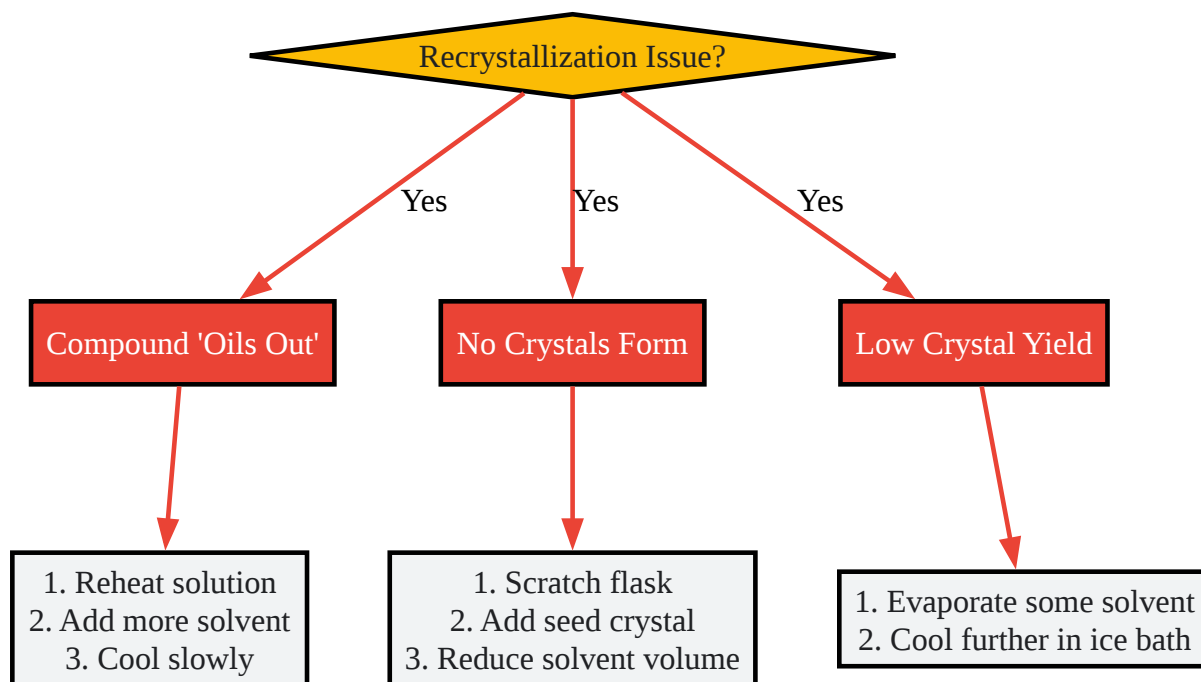 Recrystallization Issue?
Yes
Yes
Yes
Compound 'Oils Out'
No Crystals Form
Low Crystal Yield
1. Reheat solution
2. Add more solvent
3. Cool slowly
1. Scratch flask
2. Add seed crystal
3. Reduce solvent volume
1. Evaporate some solvent
2. Cool further in ice bath